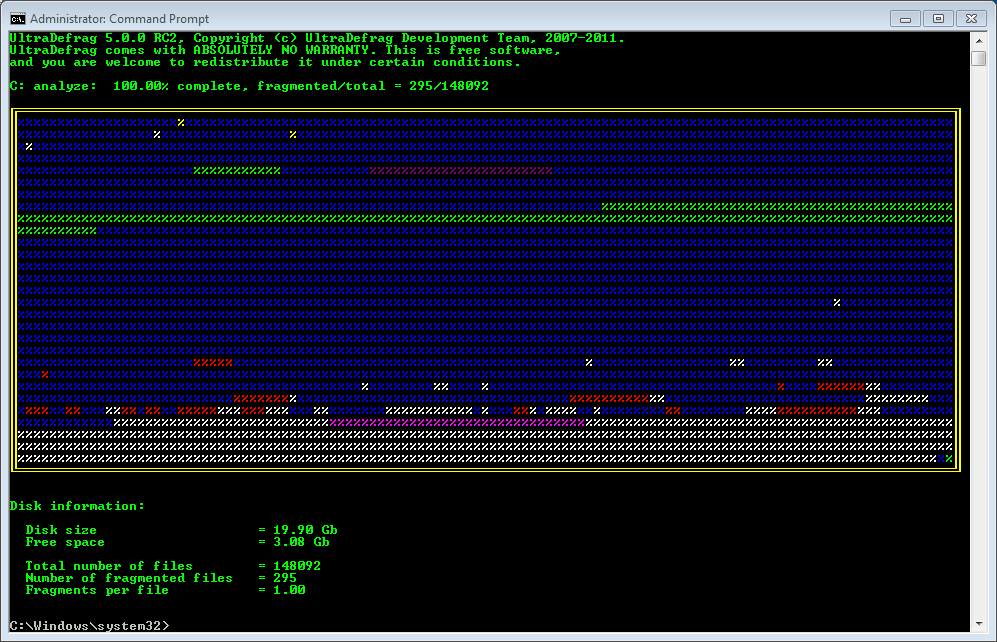 Administrator: Command Prompt
UltraDefrag 5.0.0 RC2, Copyright (c) UltraDefrag Development Team, 2007-2011.
UltraDefrag comes with ABSOLUTELY NO WARRANTY. This is free software,
and you are welcome to redistribute it under certain conditions.
C: analyze:  100.00% complete, fragmented/total = 295/148092
Disk information:
Disk size = 19.90 Gb
Free space = 3.08 Gb
Total number of files = 148092
Number of fragmented files = 295
Fragments per file = 1.00
C:\Windows\system32>